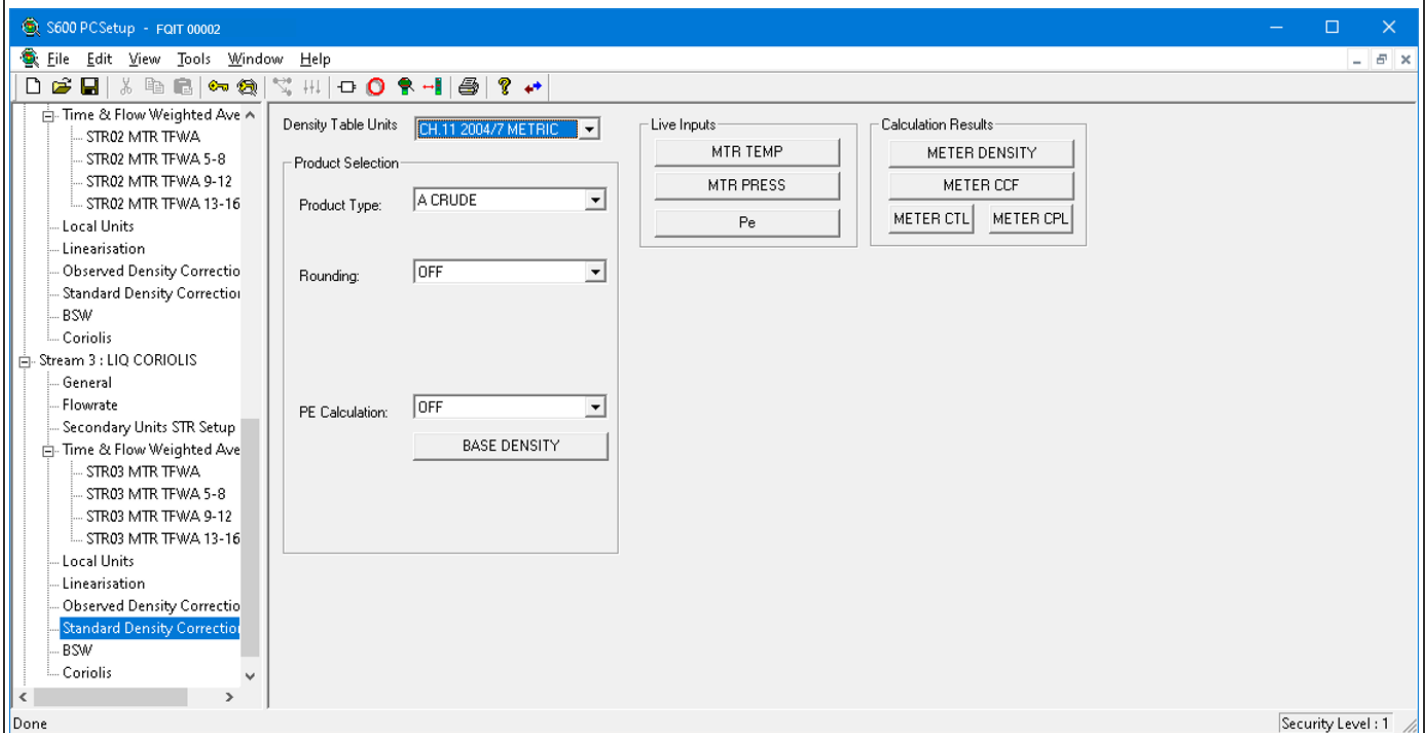 S600 PCSetup - FQIT 00002
File Edit View Tools Window Help
Time & Flow Weighted Ave
STR02 MTR TFWA
STR02 MTR TFWA 5-8
STR02 MTR TFWA 9-12
STR02 MTR TFWA 13-16
Local Units
Linearisation
Observed Density Correctio
Standard Density Correction
BSW
Coriolis
Stream 3 : LIQ CORIOLIS
General
Flowrate
Secondary Units STR Setup
Time & Flow Weighted Ave
STR03 MTR TFWA
STR03 MTR TFWA 5-8
STR03 MTR TFWA 9-12
STR03 MTR TFWA 13-16
Local Units
Linearisation
Observed Density Correctio
Standard Density Correction
BSW
Coriolis
Density Table Units CH.11 2004/7 METRIC
Product Selection
Product Type: A CRUDE
Rounding: OFF
PE Calculation: OFF
BASE DENSITY
Live Inputs
MTR TEMP
MTR PRESS
Pe
Calculation Results
METER DENSITY
METER CCF
METER CTL METER CPL
Done Security Level : 1